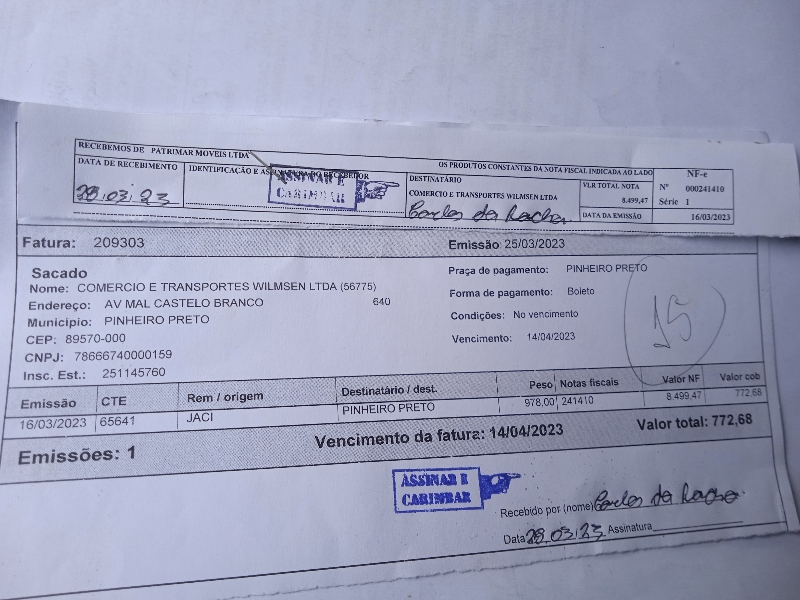 RECEBEMOS DE PATRIMAR MOVEIS LTDA OS PRODUTOS CONSTANTES DA NOTA FISCAL INDICADA AO LADO
DATA DE RECEBIMENTO
28.03.23
IDENTIFICAÇÃO E ASSINATURA DO RECEBEDOR
ASSINAR E
CARIMBAR
DESTINATÁRIO
COMERCIO E TRANSPORTES WILMSEN LTDA
Carlos da Rocha
VLR TOTAL NOTA
8.499,47
DATA DA EMISSÃO
NF-e
Nº 000241410
Série 1
16/03/2023
Fatura: 209303 Emissão 25/03/2023
Sacado
Nome: COMERCIO E TRANSPORTES WILMSEN LTDA (56775)
Endereço: AV MAL CASTELO BRANCO 640
Municipio: PINHEIRO PRETO
CEP: 89570-000
CNPJ: 78666740000159
Insc. Est.: 251145760
Praça de pagamento: PINHEIRO PRETO
Forma de pagamento: Boleto
Condições: No vencimento
Vencimento: 14/04/2023
15
Emissão CTE Rem / origem Destinatário / dest. Peso Notas fiscais Valor NF Valor cob
16/03/2023 65641 JACI PINHEIRO PRETO 978,00 241410 8.499,47 772,68
Emissões: 1 Vencimento da fatura: 14/04/2023 Valor total: 772,68
ASSINAR E
CARIMBAR
Recebido por (nome) Carlos da Rocha
Data 28.03.23 Assinatura